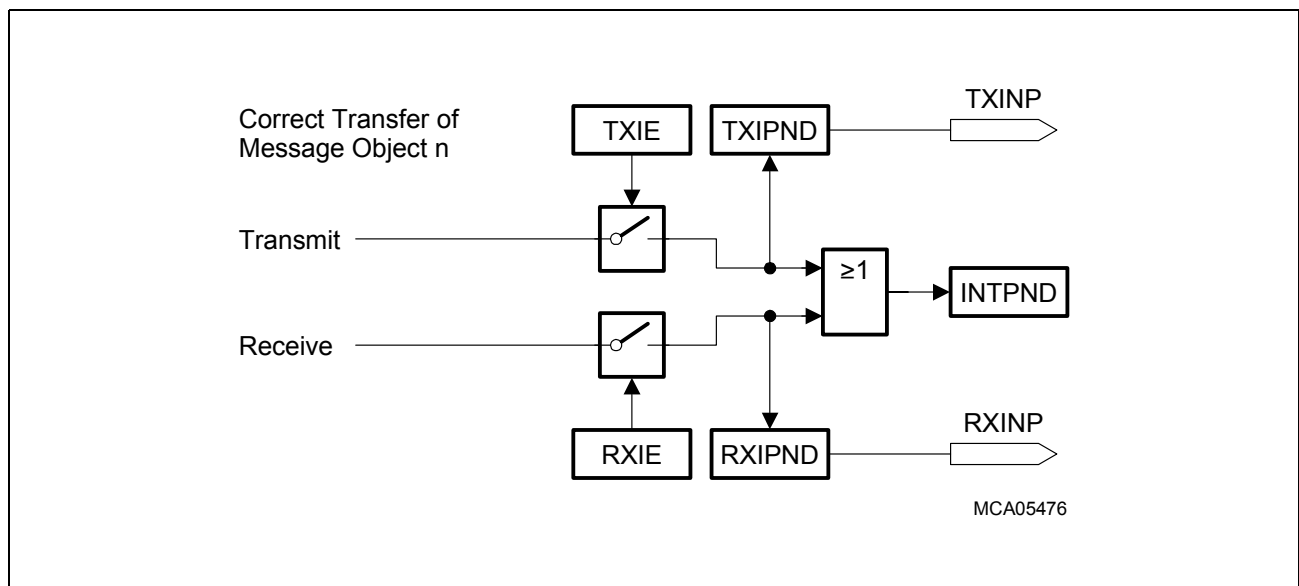 Correct Transfer of
Message Object n
TXIE
TXIPND
TXINP
Transmit
≥1
INTPND
Receive
RXIE
RXIPND
RXINP
MCA05476